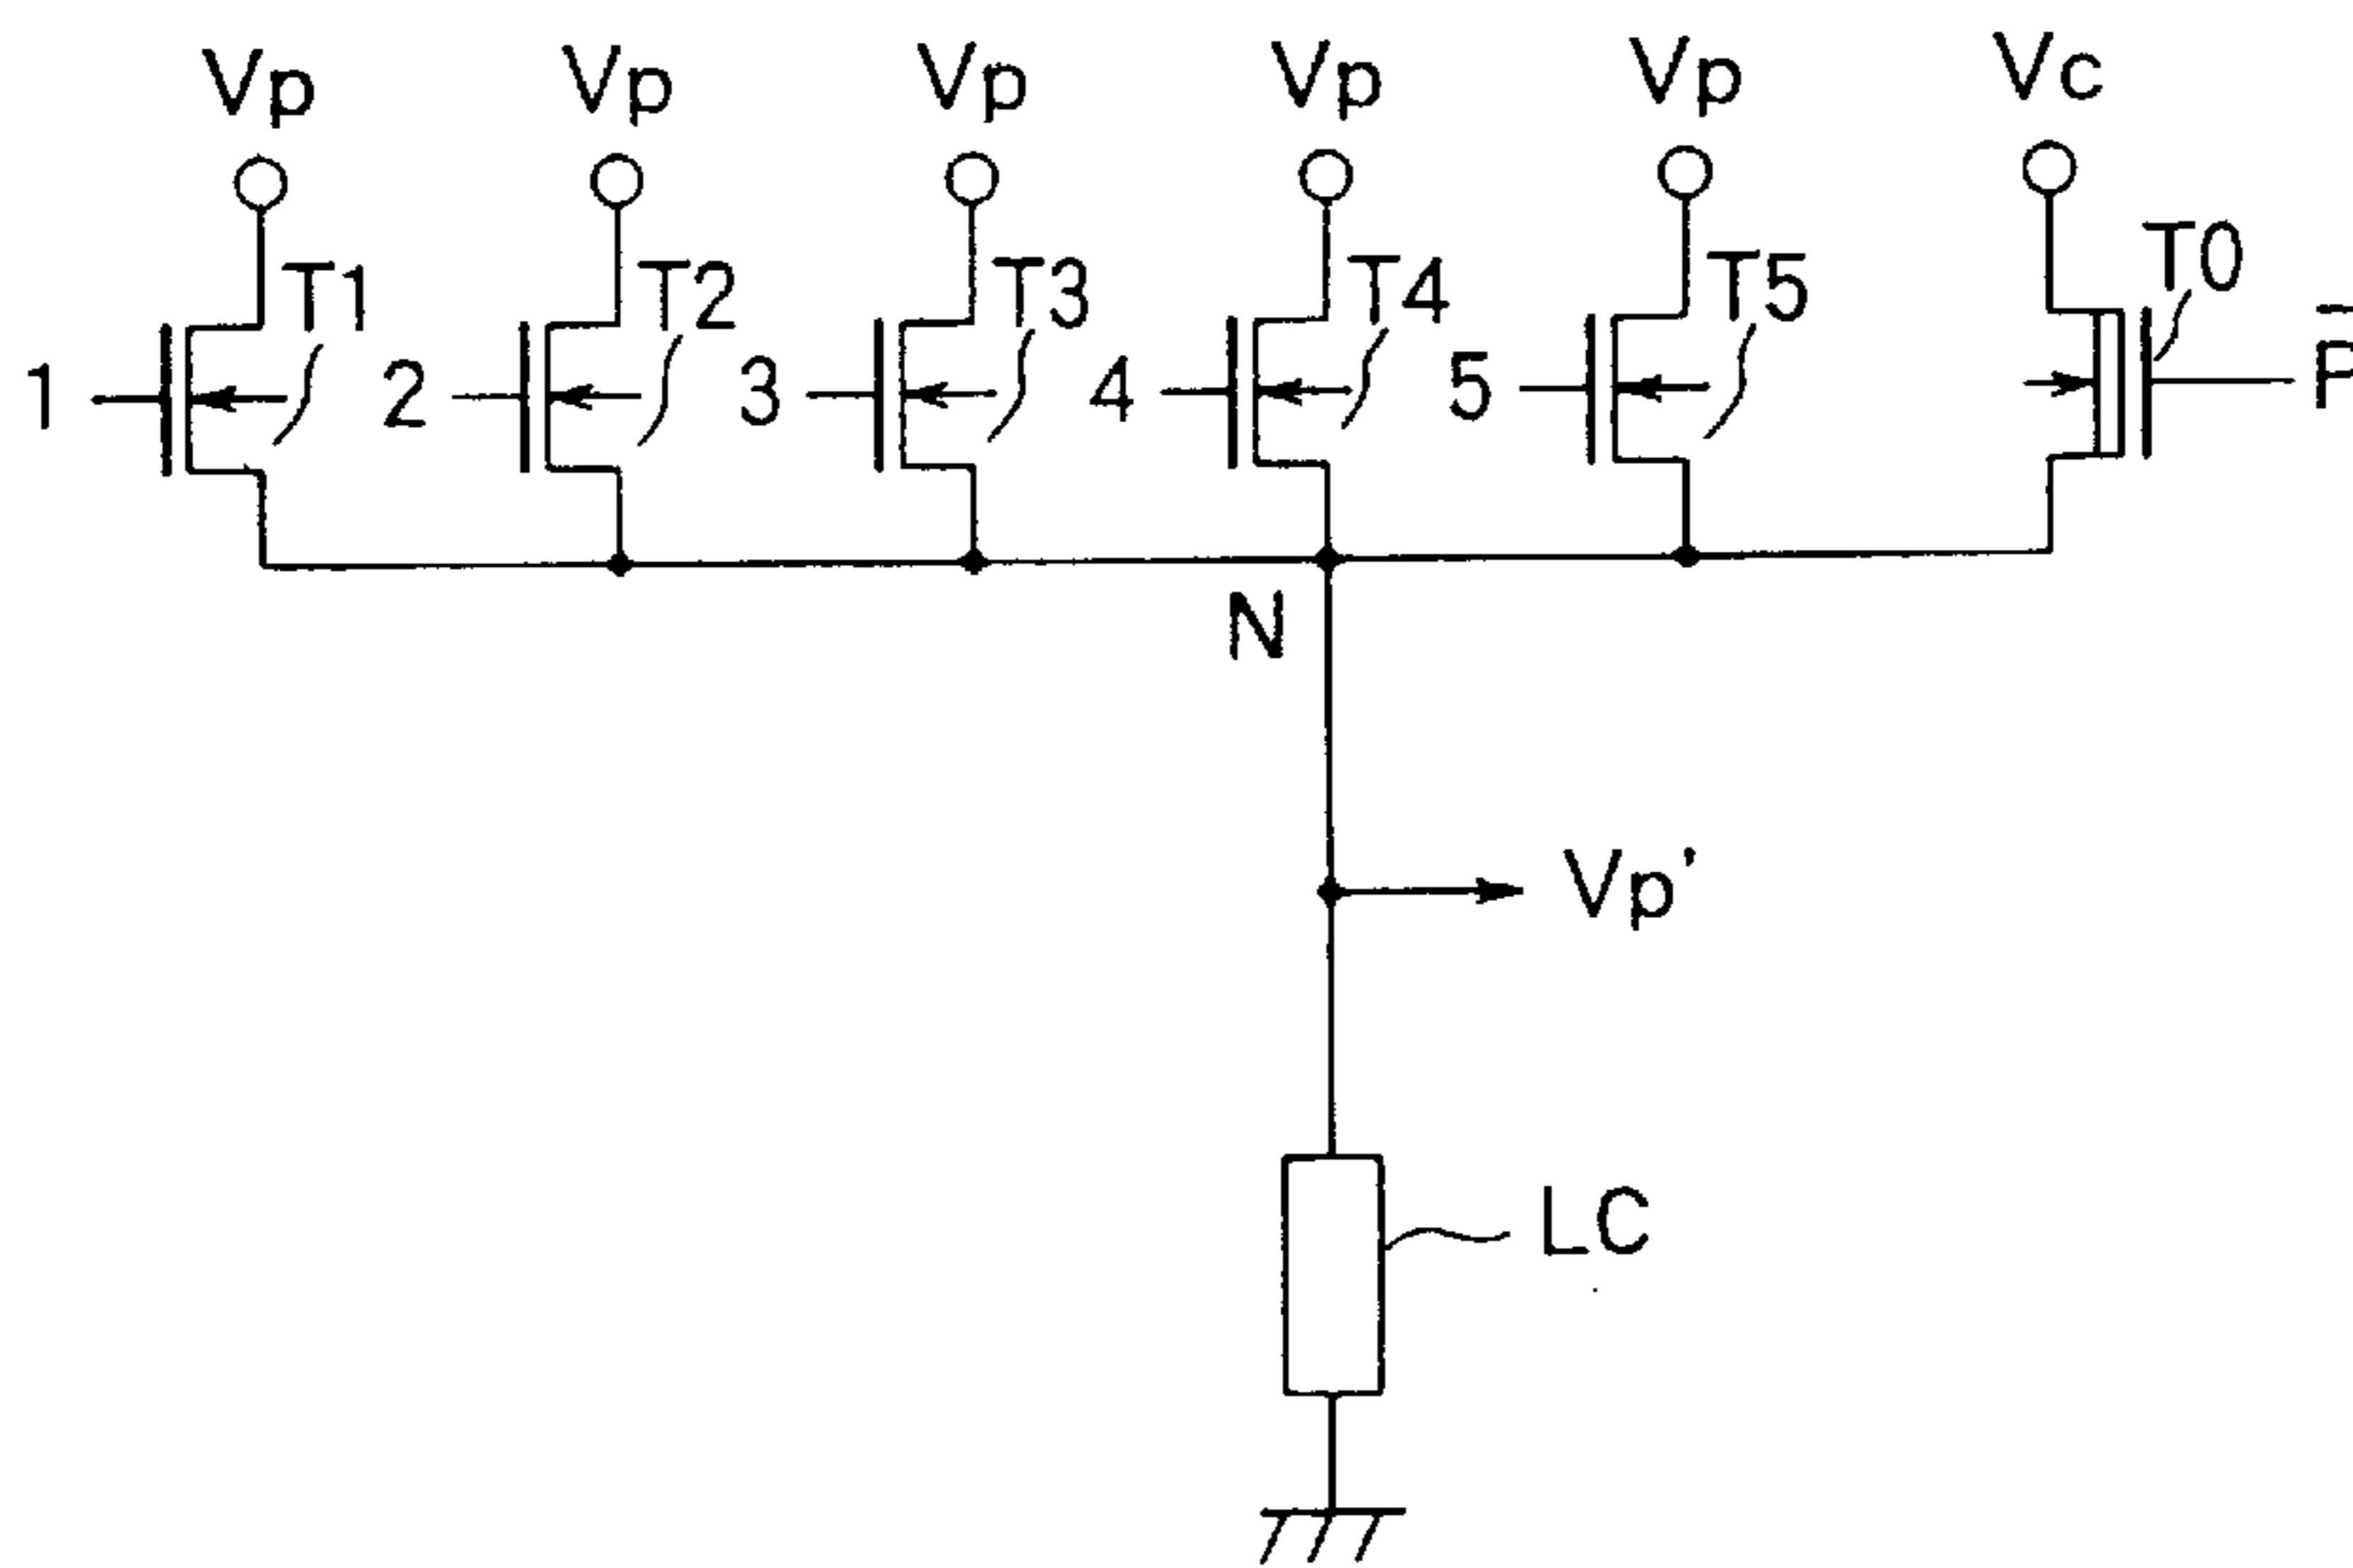 Vp Vp Vp Vp Vp Vc
T1 T2 T3 T4 T5 T0
1 2 3 4 5 P̅
N
Vp'
LC